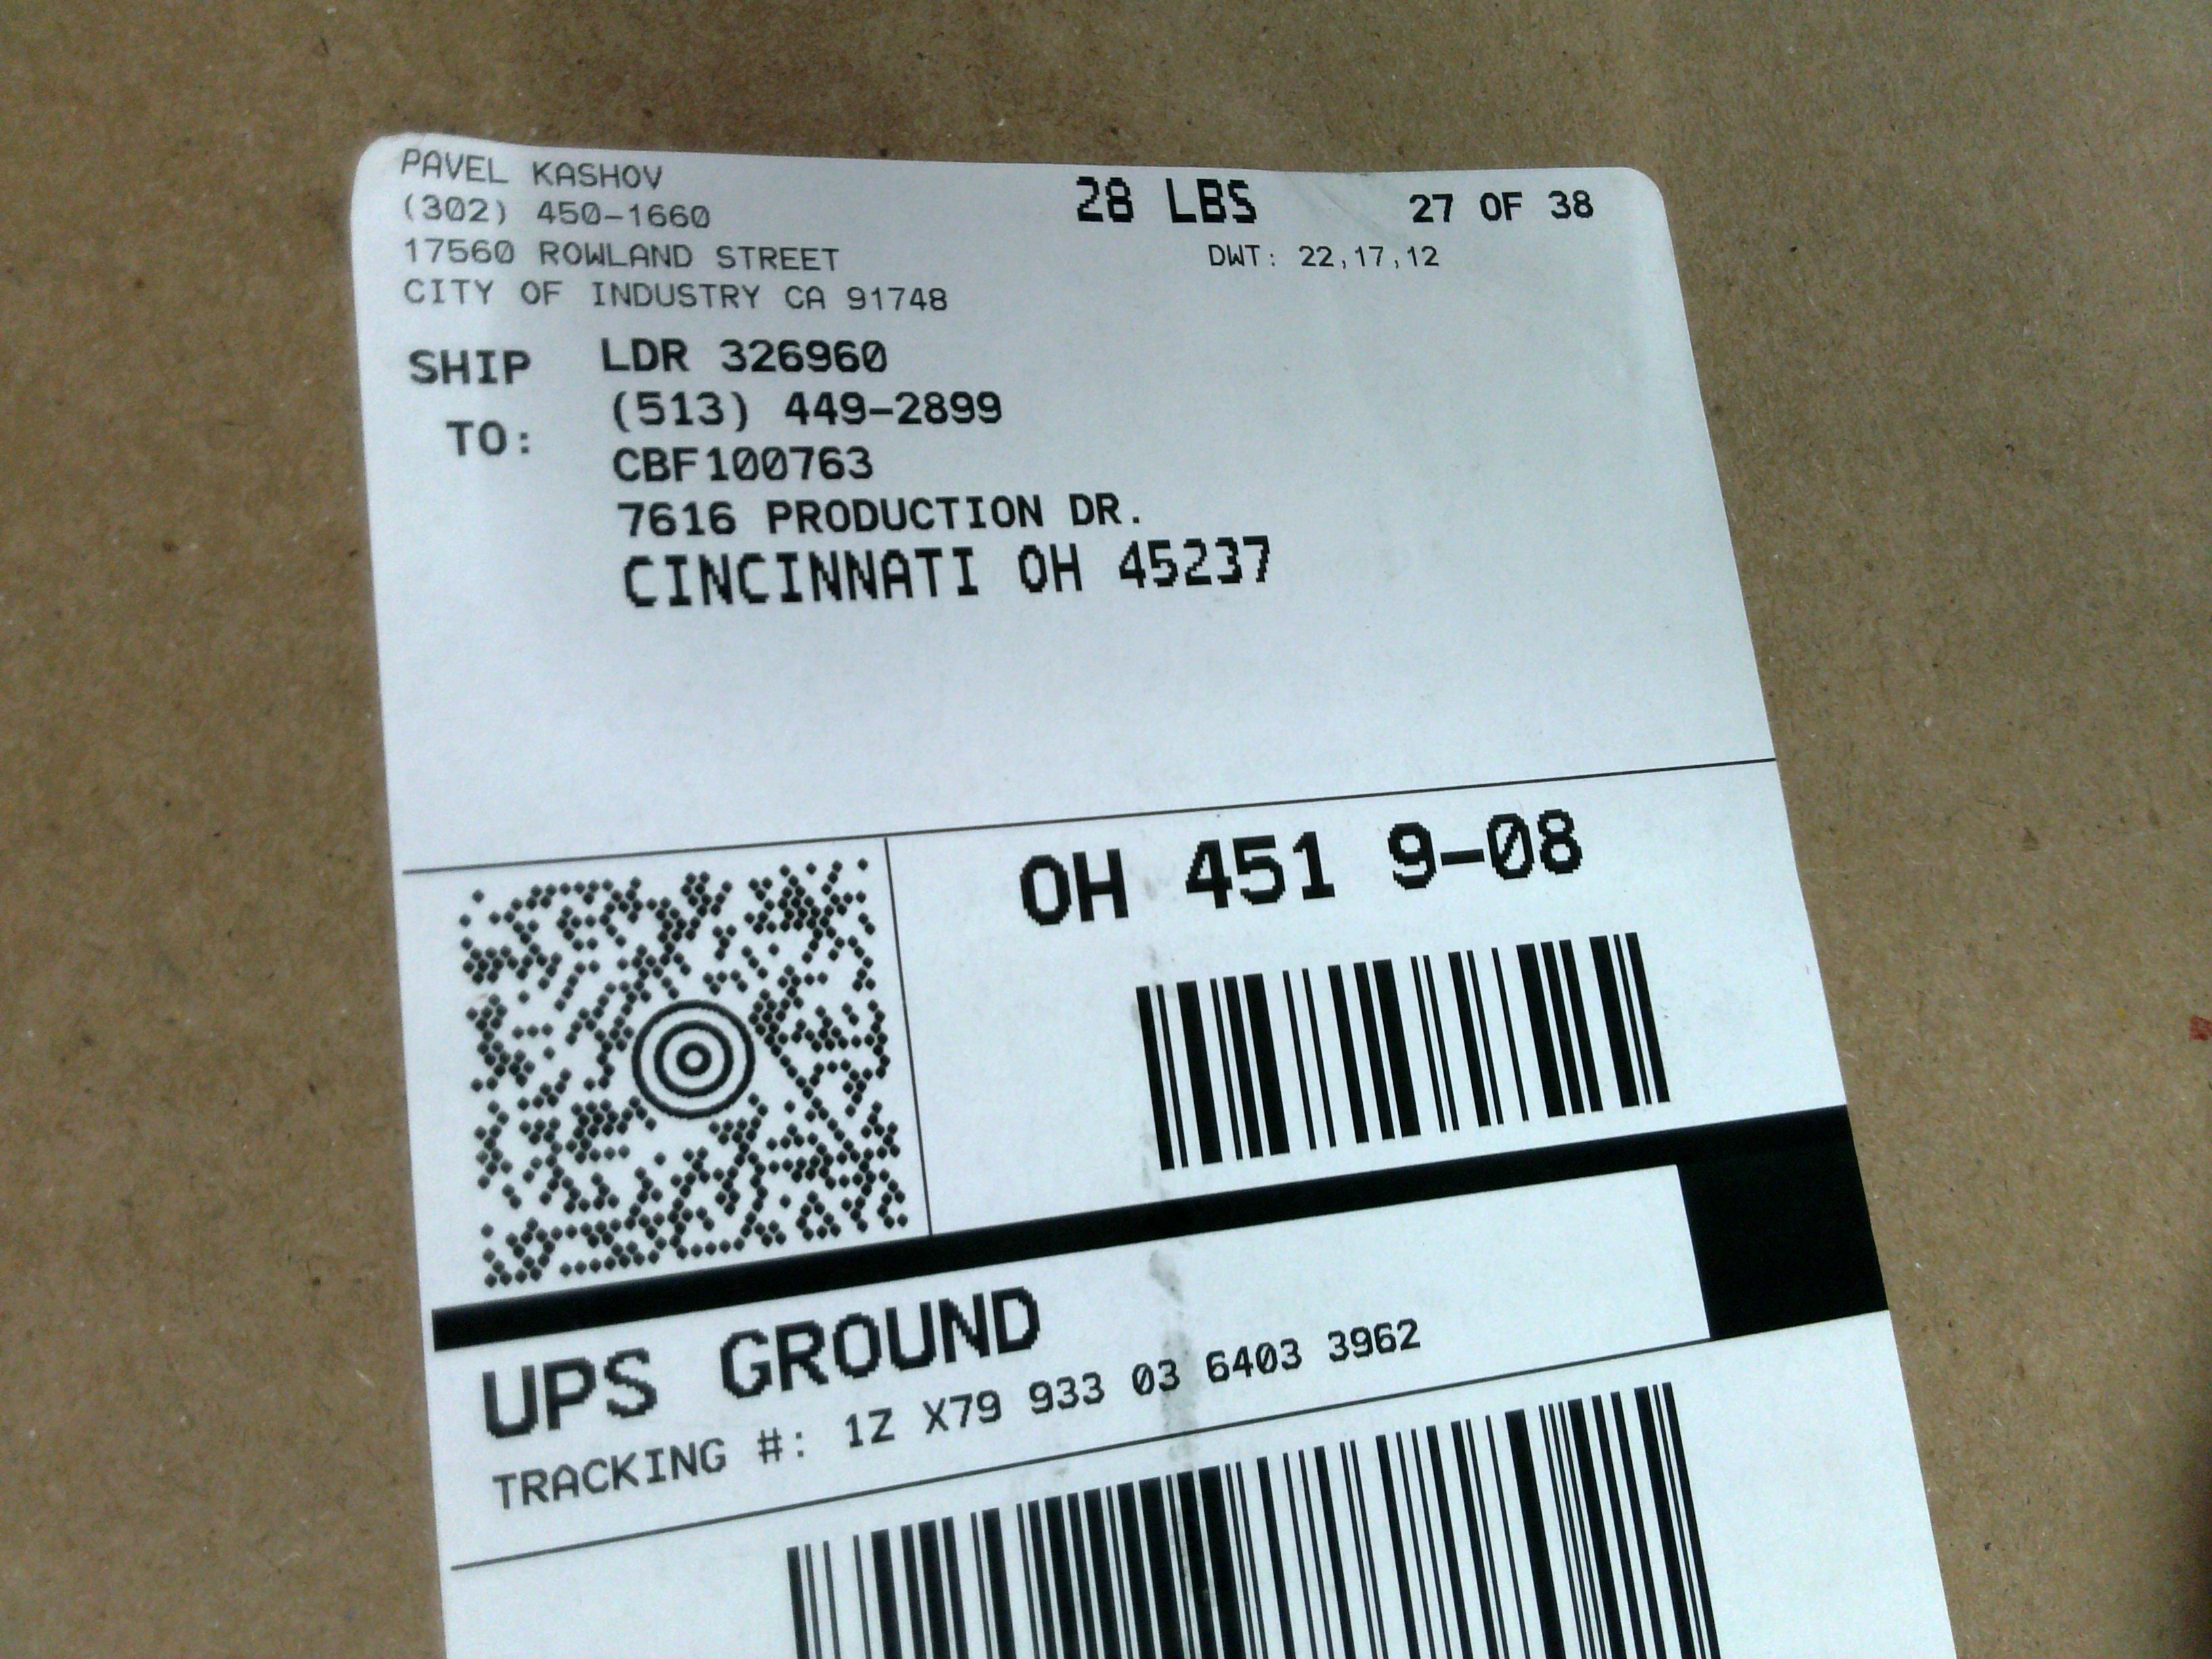 PAVEL KASHOV
(302) 450-1660
17560 ROWLAND STREET
CITY OF INDUSTRY CA 91748
28 LBS 27 OF 38
DWT: 22,17,12
SHIP TO:
LDR 326960
(513) 449-2899
CBF100763
7616 PRODUCTION DR.
CINCINNATI OH 45237
OH 451 9-08
UPS GROUND
TRACKING #: 1Z X79 933 03 6403 3962